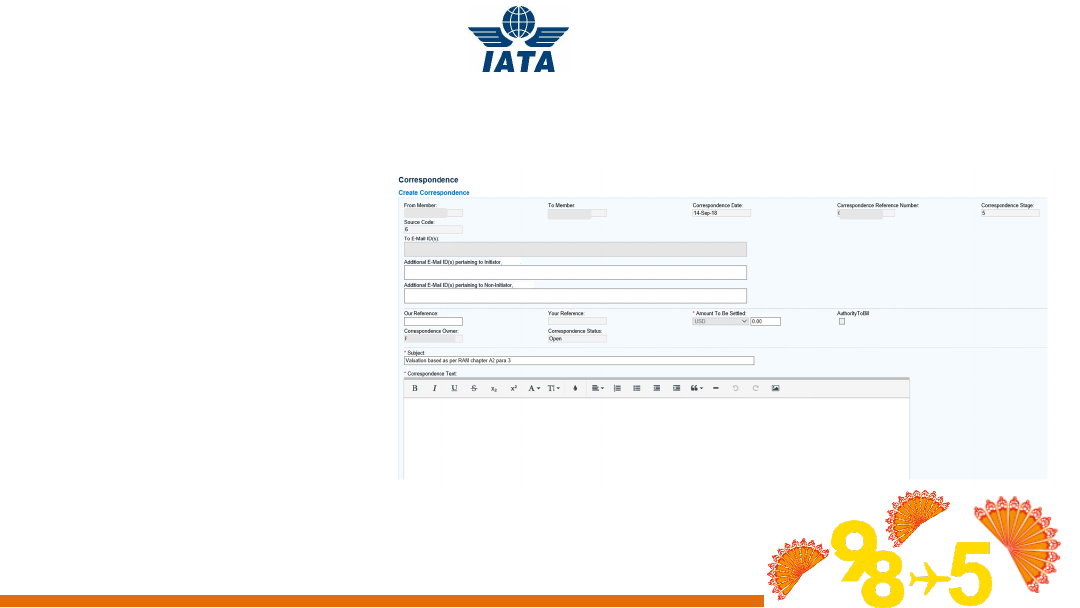 IATA
Correspondence
Create Correspondence
From Member: To Member: Correspondence Date: Correspondence Reference Number: Correspondence Stage:
14-Sep-18 5
Source Code:
6
To E-Mail ID(s):
Additional E-Mail ID(s) pertaining to Initiator,
Additional E-Mail ID(s) pertaining to Non-Initiator,
Our Reference: Your Reference: * Amount To Be Settled: AuthorityToBill
USD 0.00
Correspondence Owner: Correspondence Status:
Open
* Subject:
Valuation based as per RAM chapter A2 para 3
* Correspondence Text:
B I U S x₂ x² A T
98 5